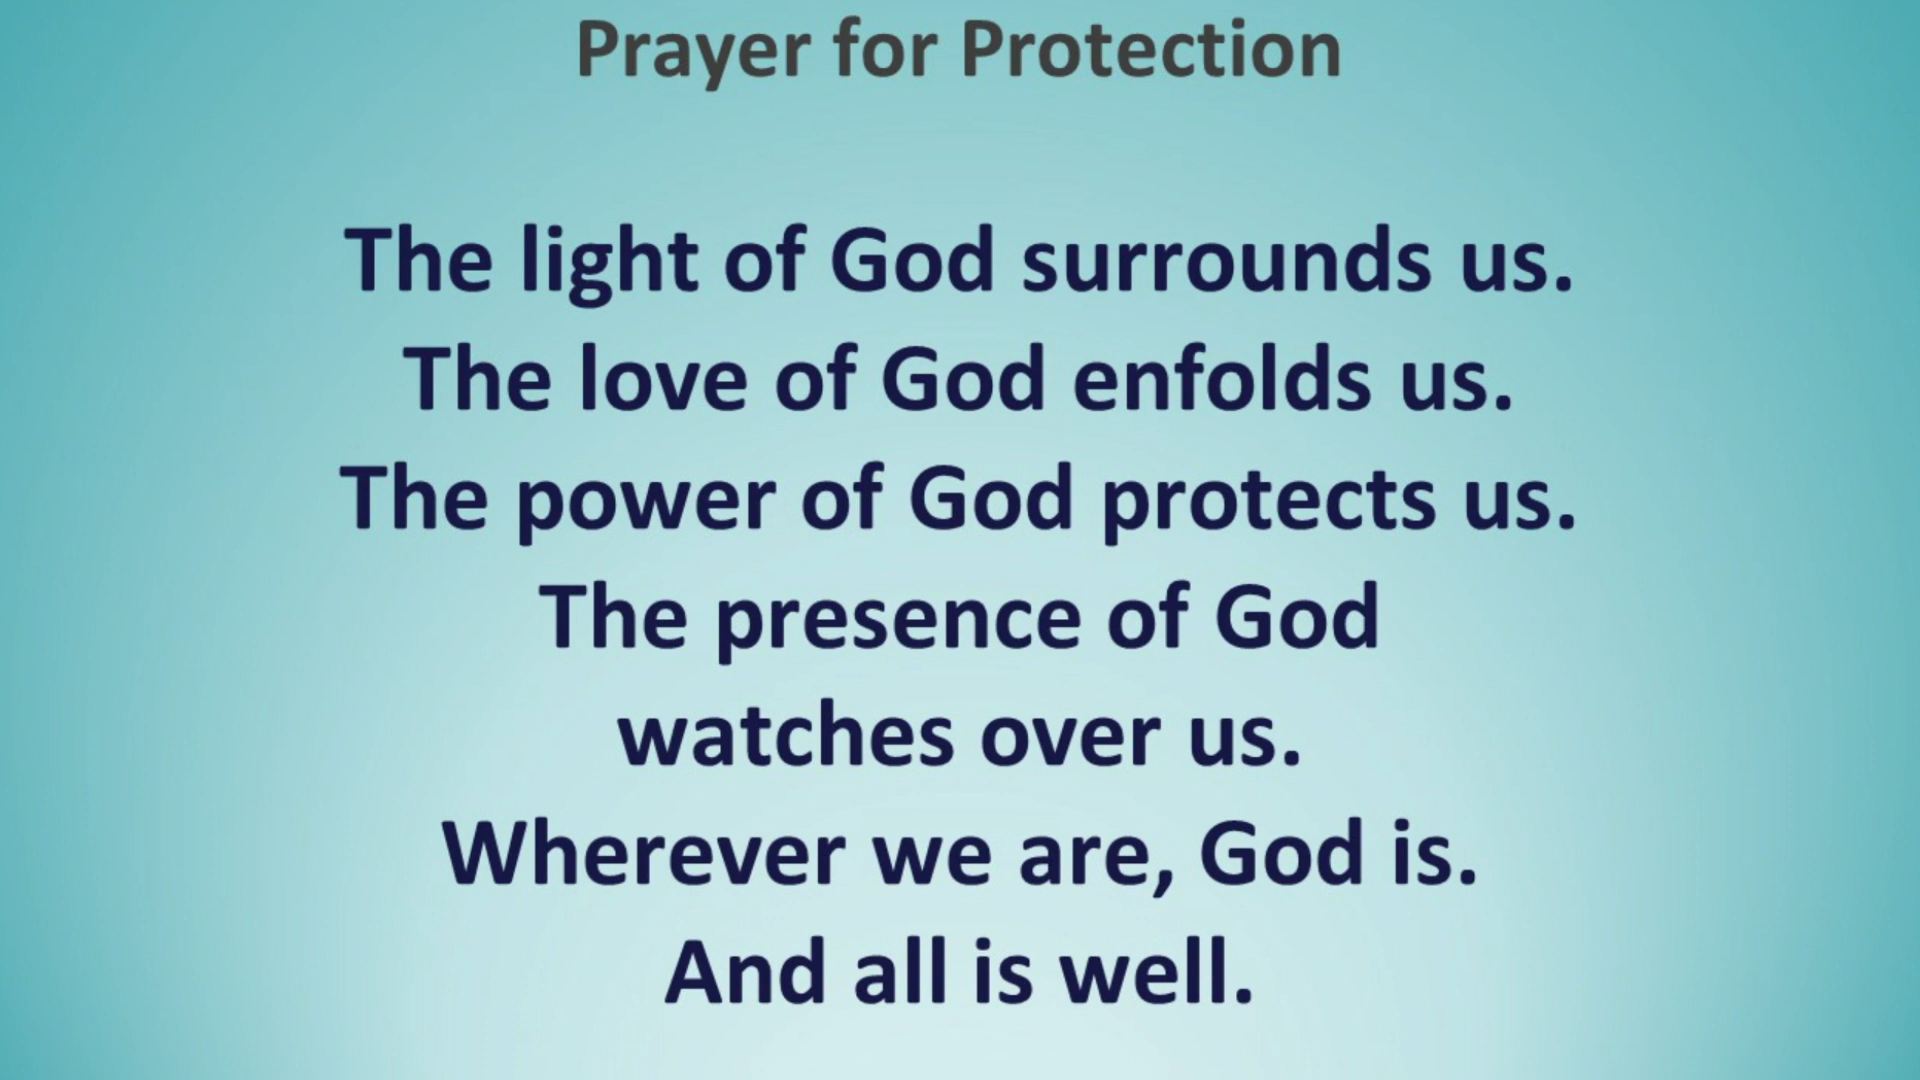 Prayer for Protection
The light of God surrounds us.
The love of God enfolds us.
The power of God protects us.
The presence of God
watches over us.
Wherever we are, God is.
And all is well.